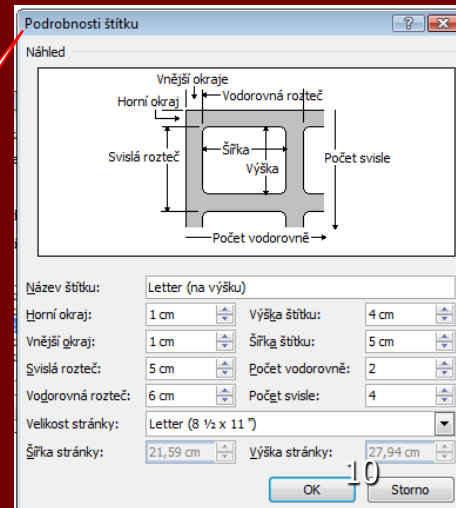 Podrobnosti štítku
Náhled
Vnější okraje
Vodorovná rozteč
Horní okraj
Svislá rozteč
Šířka
Výška
Počet svisle
Počet vodorovně
Název štítku: Letter (na výšku)
Horní okraj: 1 cm Výška štítku: 4 cm
Vnější okraj: 1 cm Šířka štítku: 5 cm
Svislá rozteč: 5 cm Počet vodorovně: 2
Vodorovná rozteč: 6 cm Počet svisle: 4
Velikost stránky: Letter (8 ½ x 11 ")
Šířka stránky: 21,59 cm Výška stránky: 27,94 cm
10
OK Storno